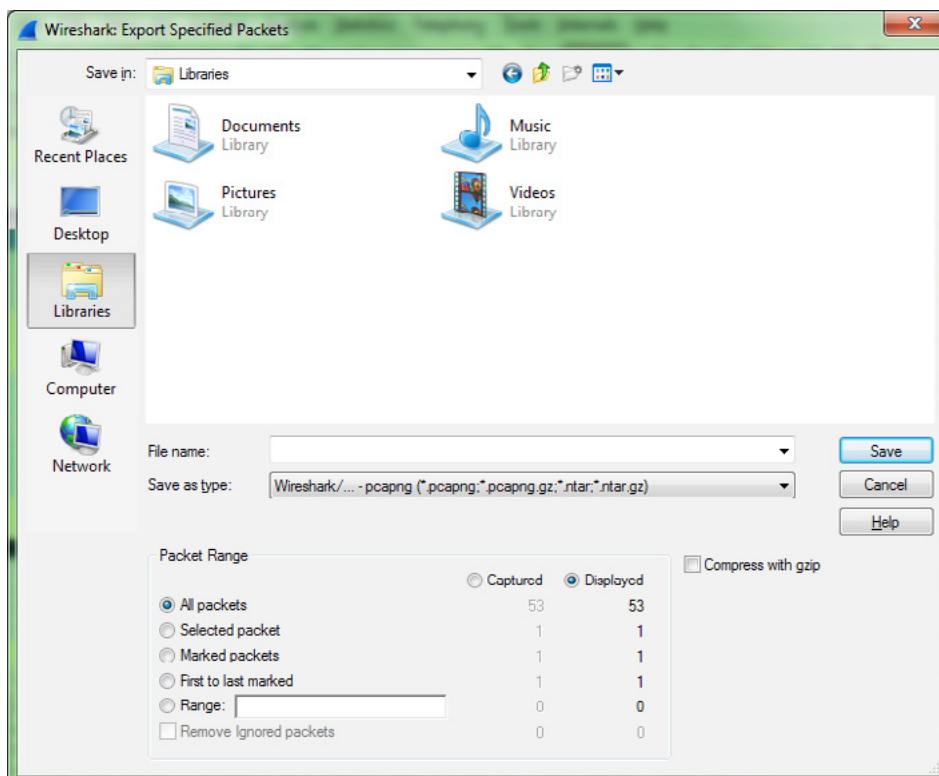 Wireshark: Export Specified Packets
Save in:
Libraries
Recent Places
Desktop
Libraries
Computer
Network
Documents
Library
Music
Library
Pictures
Library
Videos
Library
File name:
Save
Save as type:
Wireshark/... - pcapng (*.pcapng;*.pcapng.gz;*.ntar;*.ntar.gz)
Cancel
Help
Packet Range
Captured Displayed
Compress with gzip
All packets 53 53
Selected packet 1 1
Marked packets 1 1
First to last marked 1 1
Range: 0 0
Remove Ignored packets 0 0